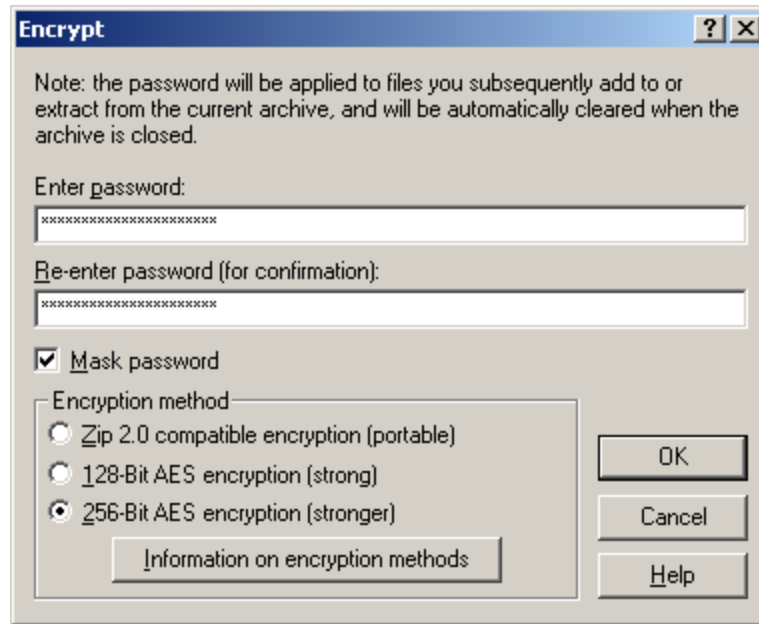 Encrypt
Note: the password will be applied to files you subsequently add to or
extract from the current archive, and will be automatically cleared when the
archive is closed.
Enter password:
**********************
Re-enter password (for confirmation):
**********************
Mask password
Encryption method
Zip 2.0 compatible encryption (portable)
128-Bit AES encryption (strong)
256-Bit AES encryption (stronger)
Information on encryption methods
OK
Cancel
Help